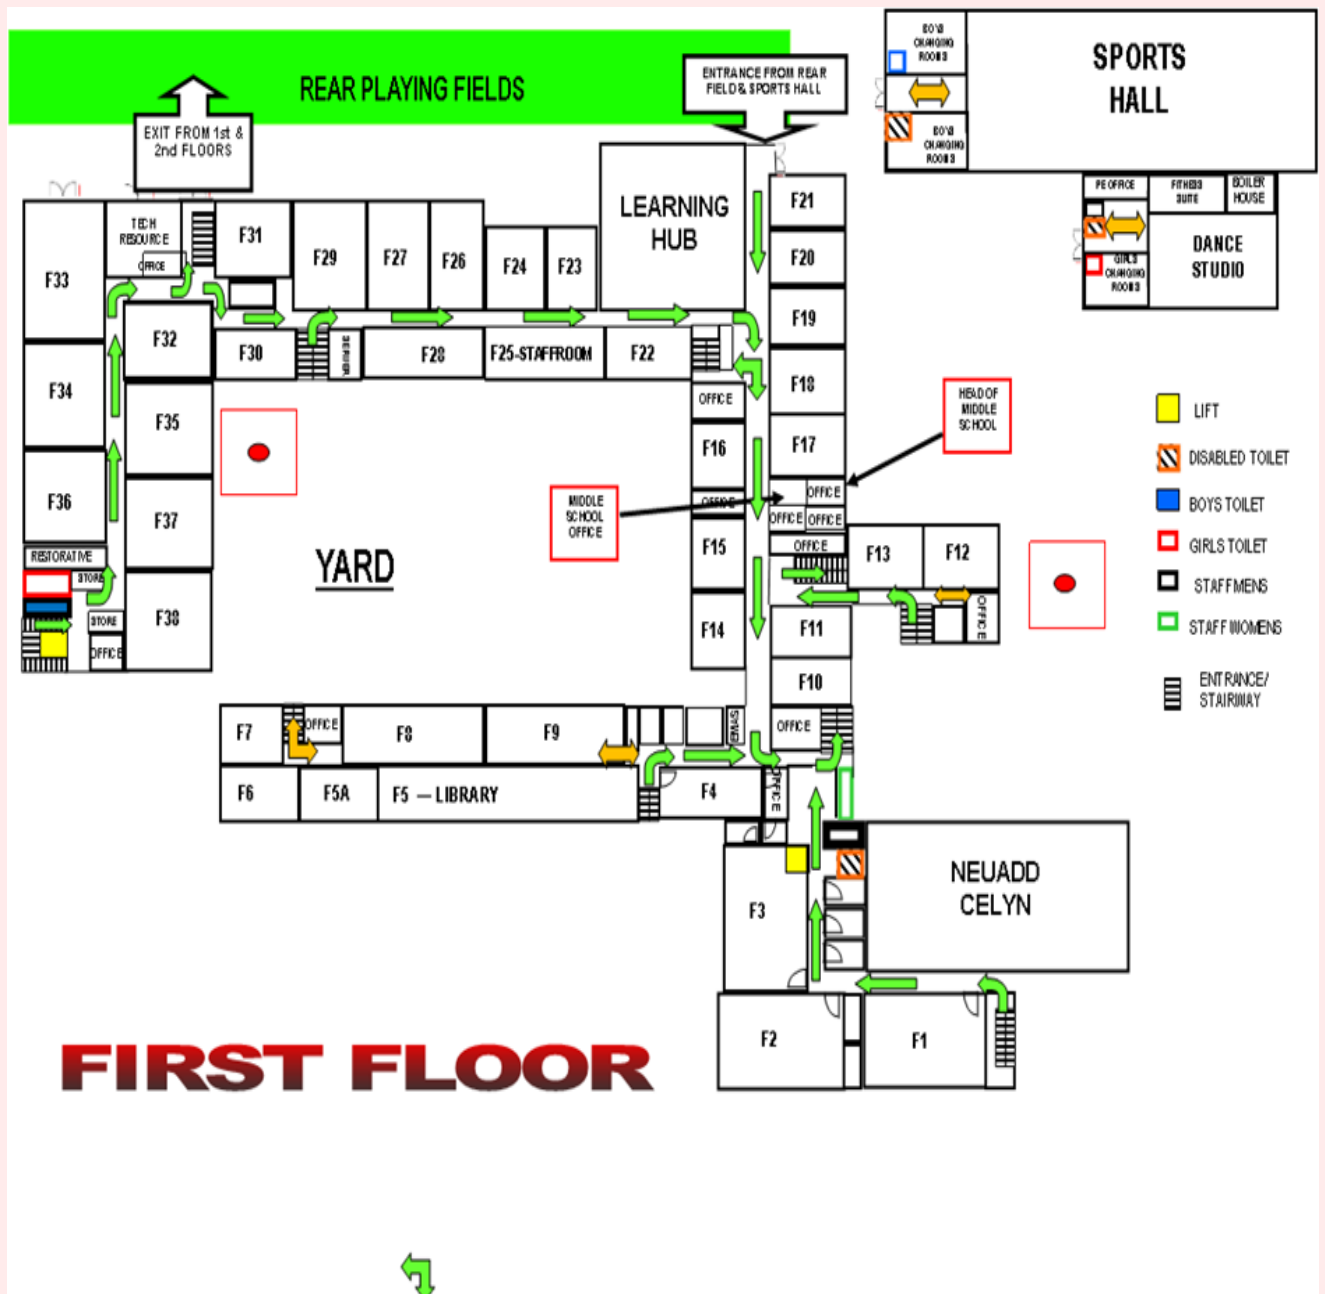 REAR PLAYING FIELDS
EXIT FROM 1st &
2nd FLOORS
ENTRANCE FROM REAR
FIELD & SPORTS HALL
BOYS
CHANGING
ROOMS
SPORTS
HALL
BOYS
CHANGING
ROOMS
PE OFFICE
FITNESS
SUITE
BOILER
HOUSE
GIRLS
CHANGING
ROOMS
DANCE
STUDIO
F33
TECH
RESOURCE
OFFICE
F31
F29
F27
F26
F24
F23
LEARNING
HUB
F21
F20
F19
F18
F17
F32
F30
SERVER
F28
F25-STAFFROOM
F22
F34
F35
F36
F37
RESTORATIVE
STORE
STORE
OFFICE
F38
YARD
OFFICE
F16
OFFICE
F15
F14
MIDDLE
SCHOOL
OFFICE
HEAD OF
MIDDLE
SCHOOL
OFFICE
OFFICE
OFFICE
OFFICE
F13
F12
OFFICE
F11
F10
OFFICE
LIFT
DISABLED TOILET
BOYS TOILET
GIRLS TOILET
STAFF MENS
STAFF WOMENS
ENTRANCE/
STAIRWAY
F7
OFFICE
F8
F9
F6
F5A
F5 — LIBRARY
F4
OFFICE
F3
NEUADD
CELYN
F2
F1
FIRST FLOOR